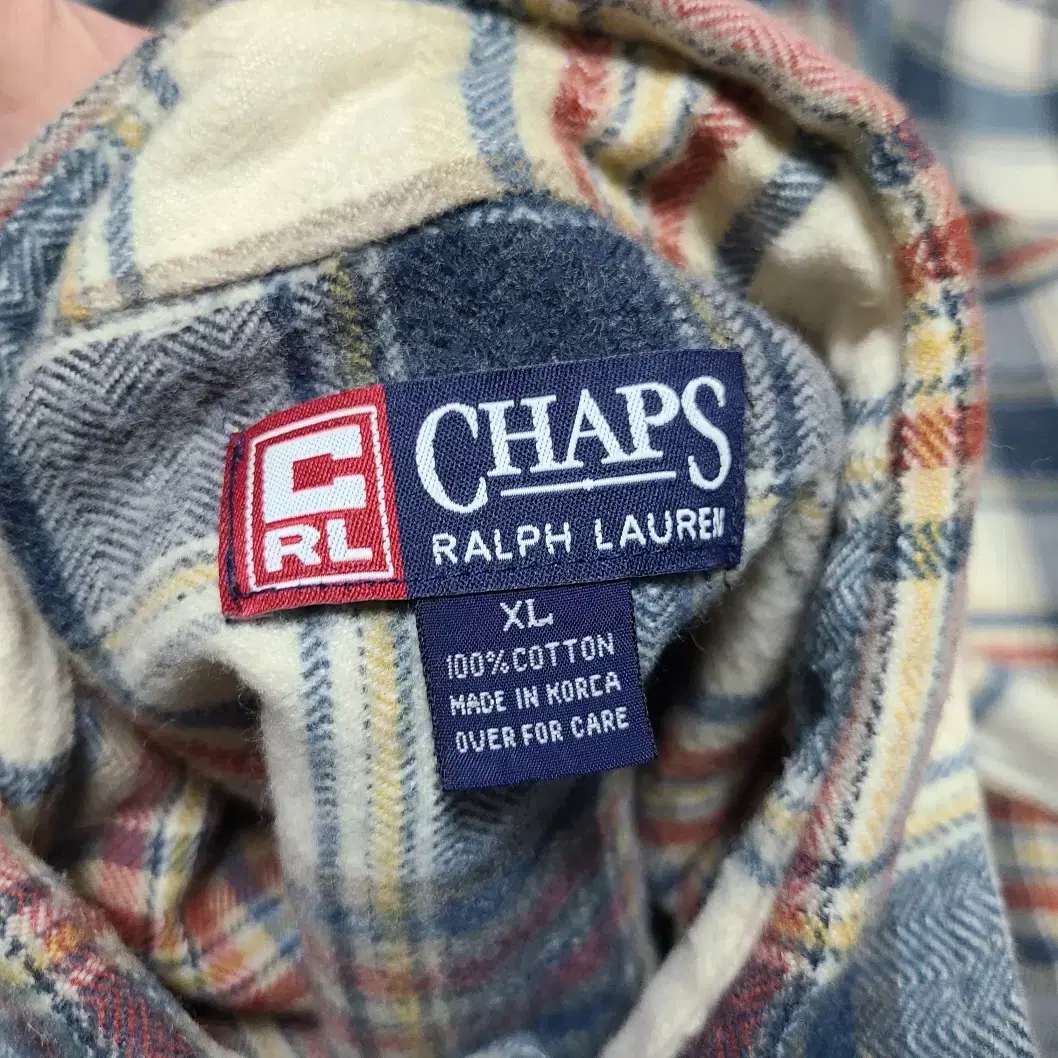 C
RL
CHAPS
RALPH LAUREN
XL
100% COTTON
MADE IN KOREA
OVER FOR CARE